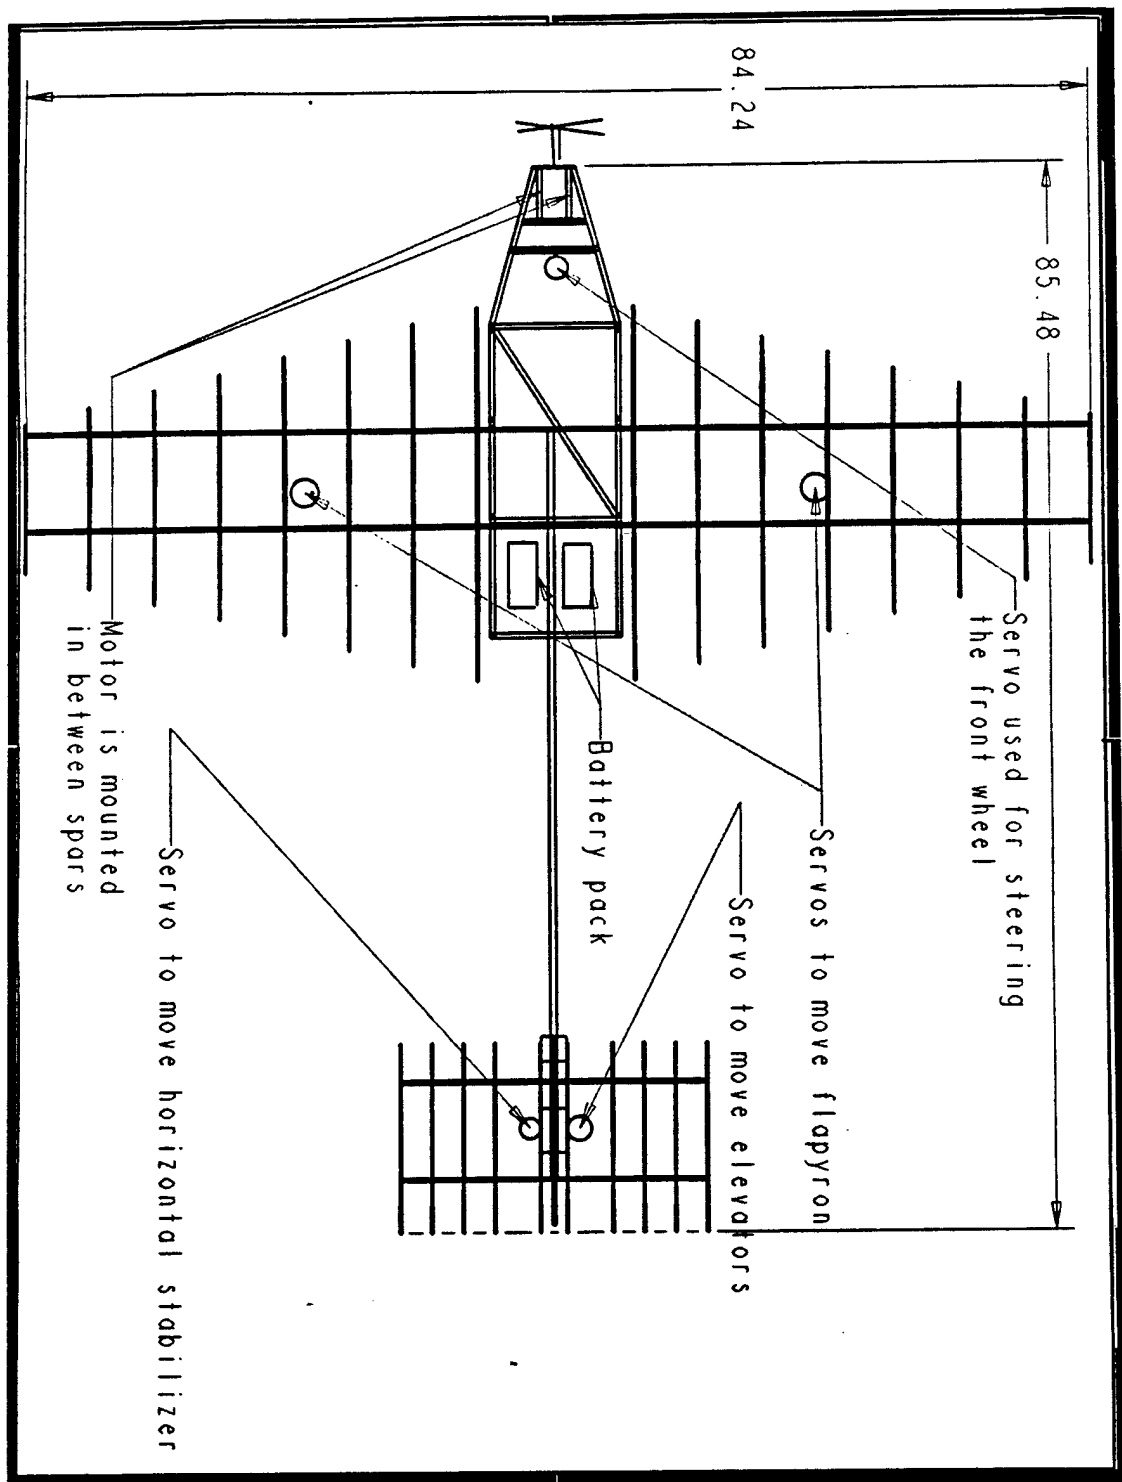 84.24
85.48
Servo used for steering
the front wheel
Servos to move flapyron
Servo to move elevators
Battery pack
Servo to move horizontal stabilizer
Motor is mounted
in between spars